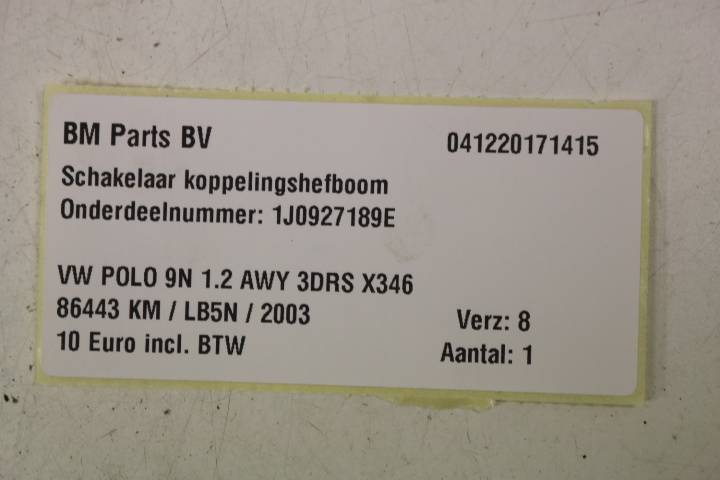 BM Parts BV 041220171415
Schakelaar koppelingshefboom
Onderdeelnummer: 1J0927189E
VW POLO 9N 1.2 AWY 3DRS X346
86443 KM / LB5N / 2003 Verz: 8
10 Euro incl. BTW Aantal: 1